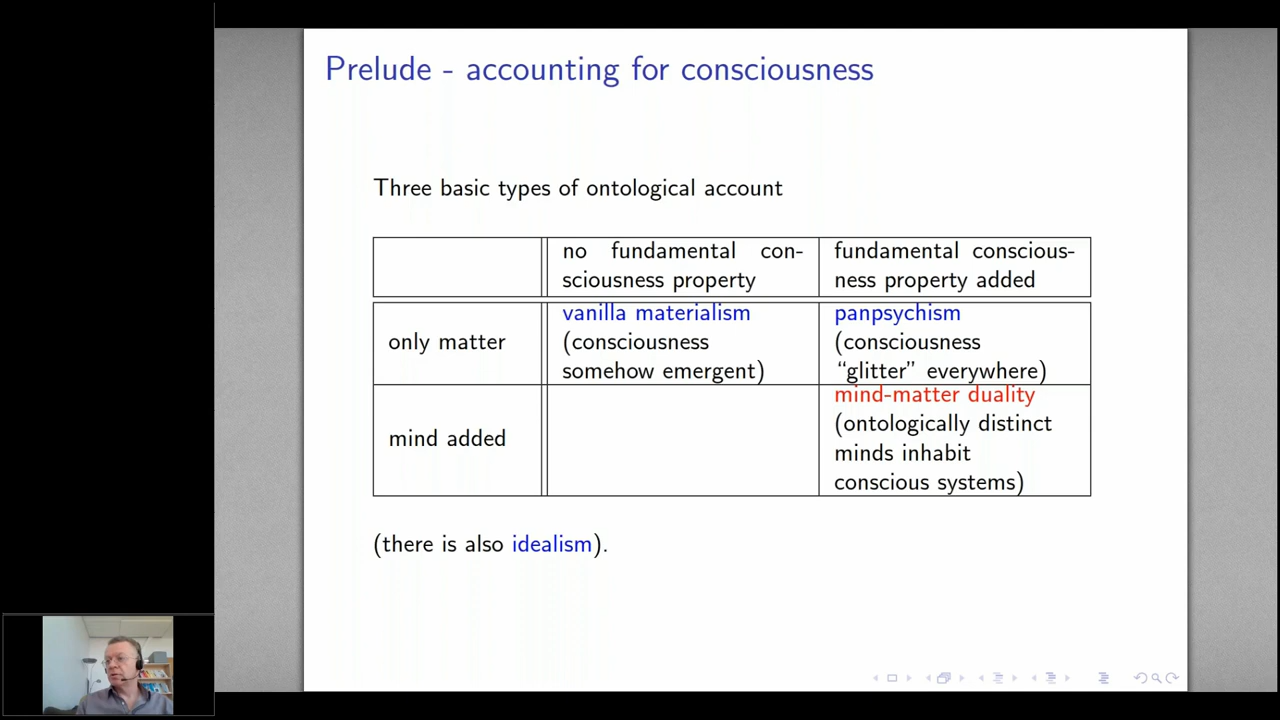 Prelude - accounting for consciousness
Three basic types of ontological account
no fundamental con-
sciousness property
fundamental conscious-
ness property added
only matter
vanilla materialism
(consciousness
somehow emergent)
panpsychism
(consciousness
“glitter” everywhere)
mind added
mind-matter duality
(ontologically distinct
minds inhabit
conscious systems)
(there is also idealism).